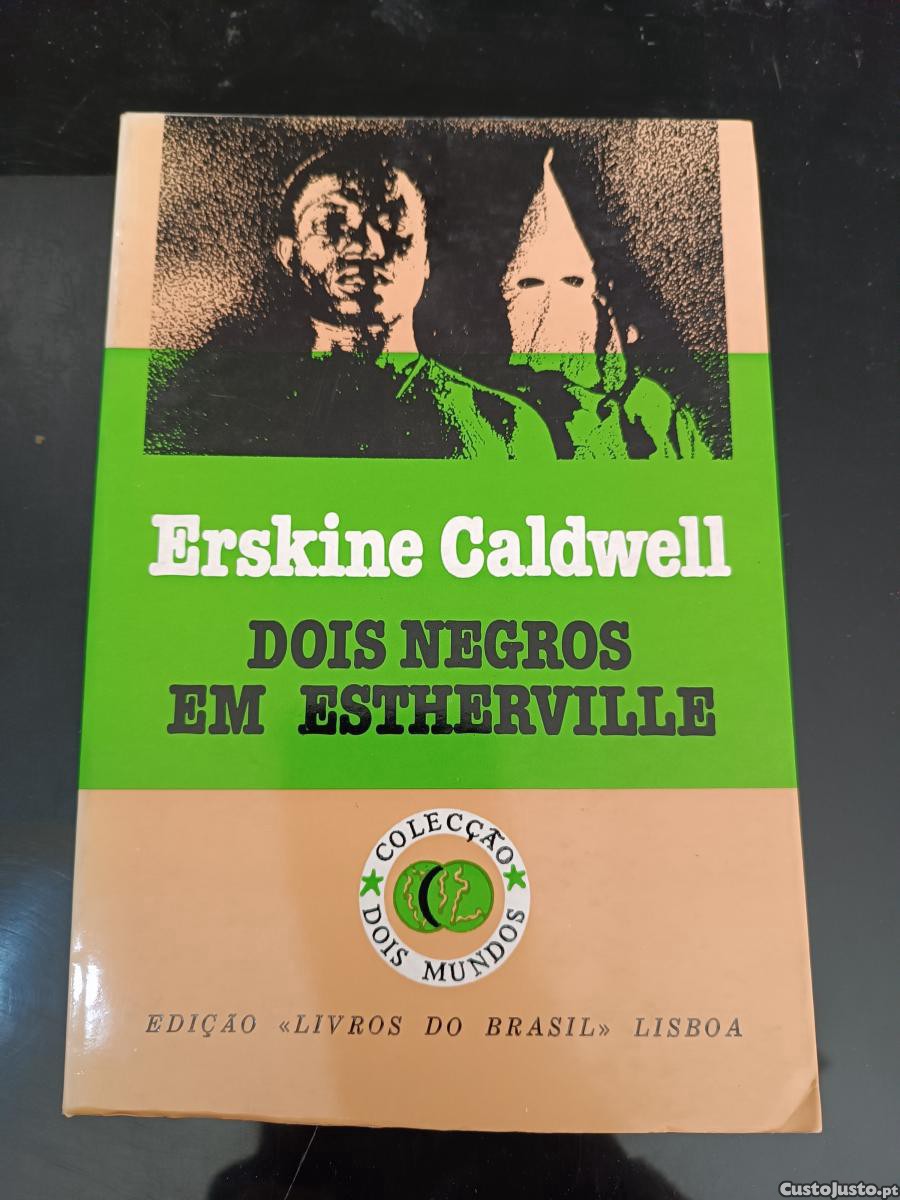 Erskine Caldwell
DOIS NEGROS
EM ESTHERVILLE
COLECÇÃO
DOIS MUNDOS
EDIÇÃO «LIVROS DO BRASIL» LISBOA
CustoJusto.pt